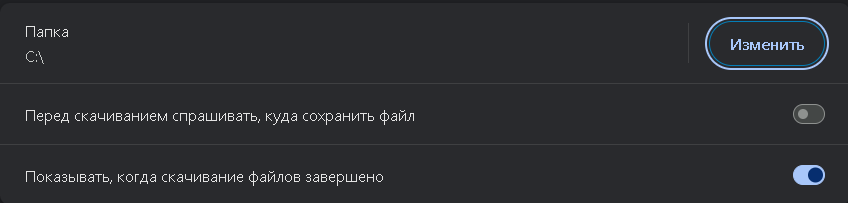 Папка
C:\
Изменить
Перед скачиванием спрашивать, куда сохранить файл
Показывать, когда скачивание файлов завершено